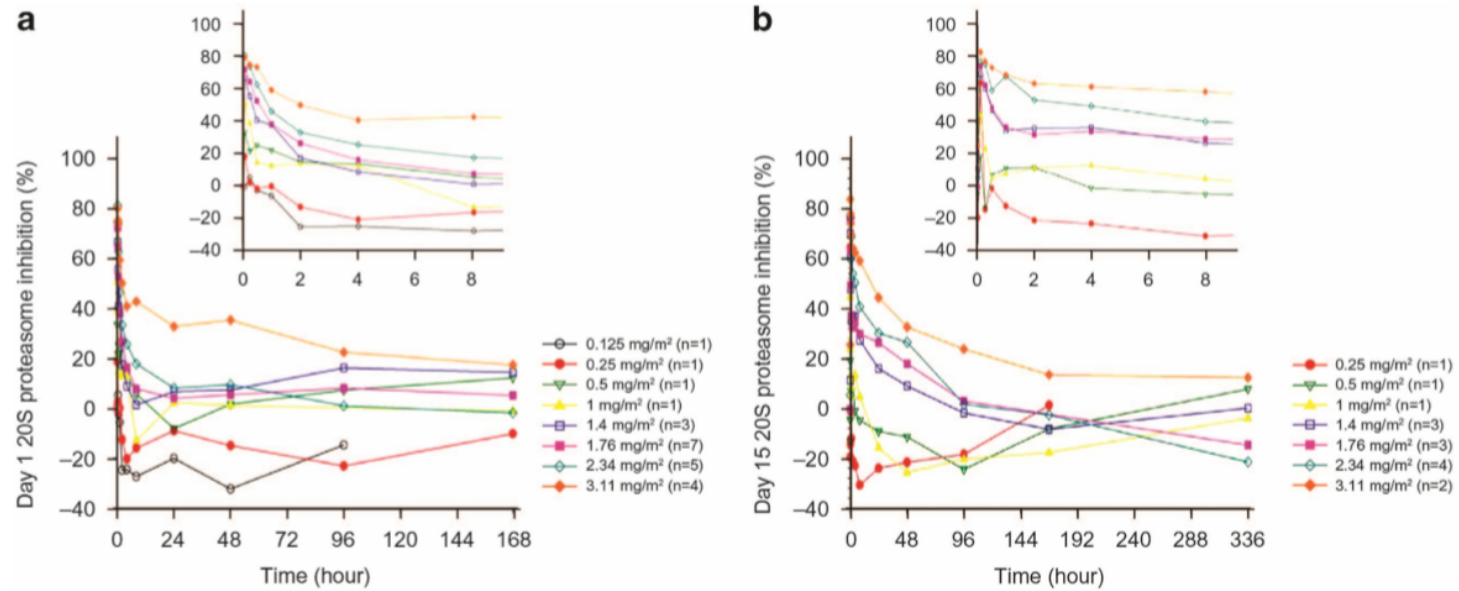 a
100
80
60
40
20
0
–20
–40
0 2 4 6 8
Day 1 20S proteasome inhibition (%)
100
80
60
40
20
0
–20
–40
0 24 48 72 96 120 144 168
Time (hour)
0.125 mg/m² (n=1)
0.25 mg/m² (n=1)
0.5 mg/m² (n=1)
1 mg/m² (n=1)
1.4 mg/m² (n=3)
1.76 mg/m² (n=7)
2.34 mg/m² (n=5)
3.11 mg/m² (n=4)
b
100
80
60
40
20
0
–20
–40
0 2 4 6 8
Day 15 20S proteasome inhibition (%)
100
80
60
40
20
0
–20
–40
0 48 96 144 192 240 288 336
Time (hour)
0.25 mg/m² (n=1)
0.5 mg/m² (n=1)
1 mg/m² (n=1)
1.4 mg/m² (n=3)
1.76 mg/m² (n=3)
2.34 mg/m² (n=4)
3.11 mg/m² (n=2)